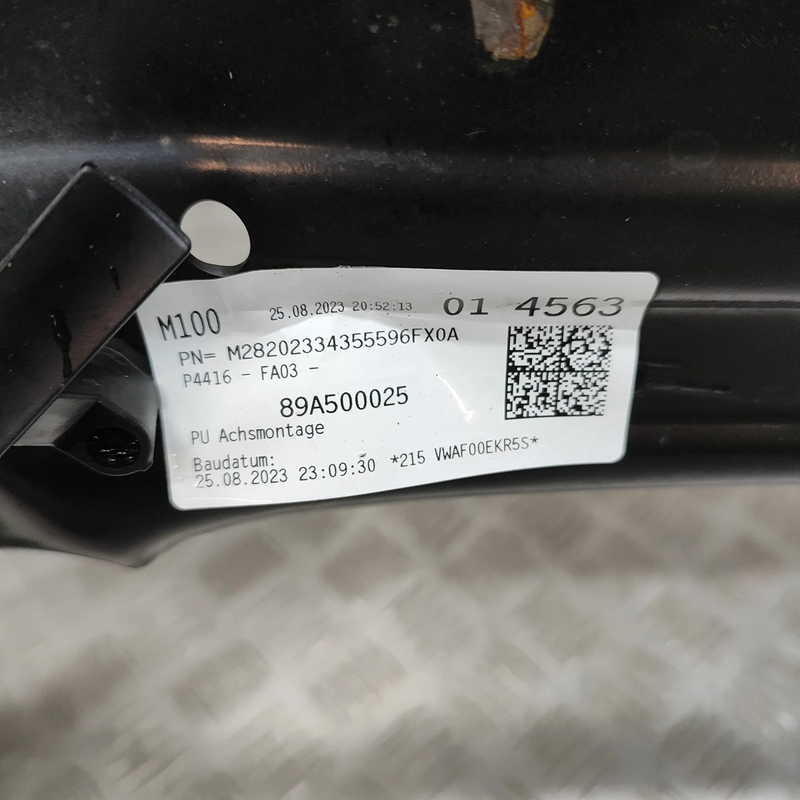 M100 25.08.2023 20:52:13 01 4563
PN= M28202334355596FX0A
P4416 - FA03 -
89A500025
PU Achsmontage
Baudatum:
25.08.2023 23:09:30 *215 VWAF00EKR5S*